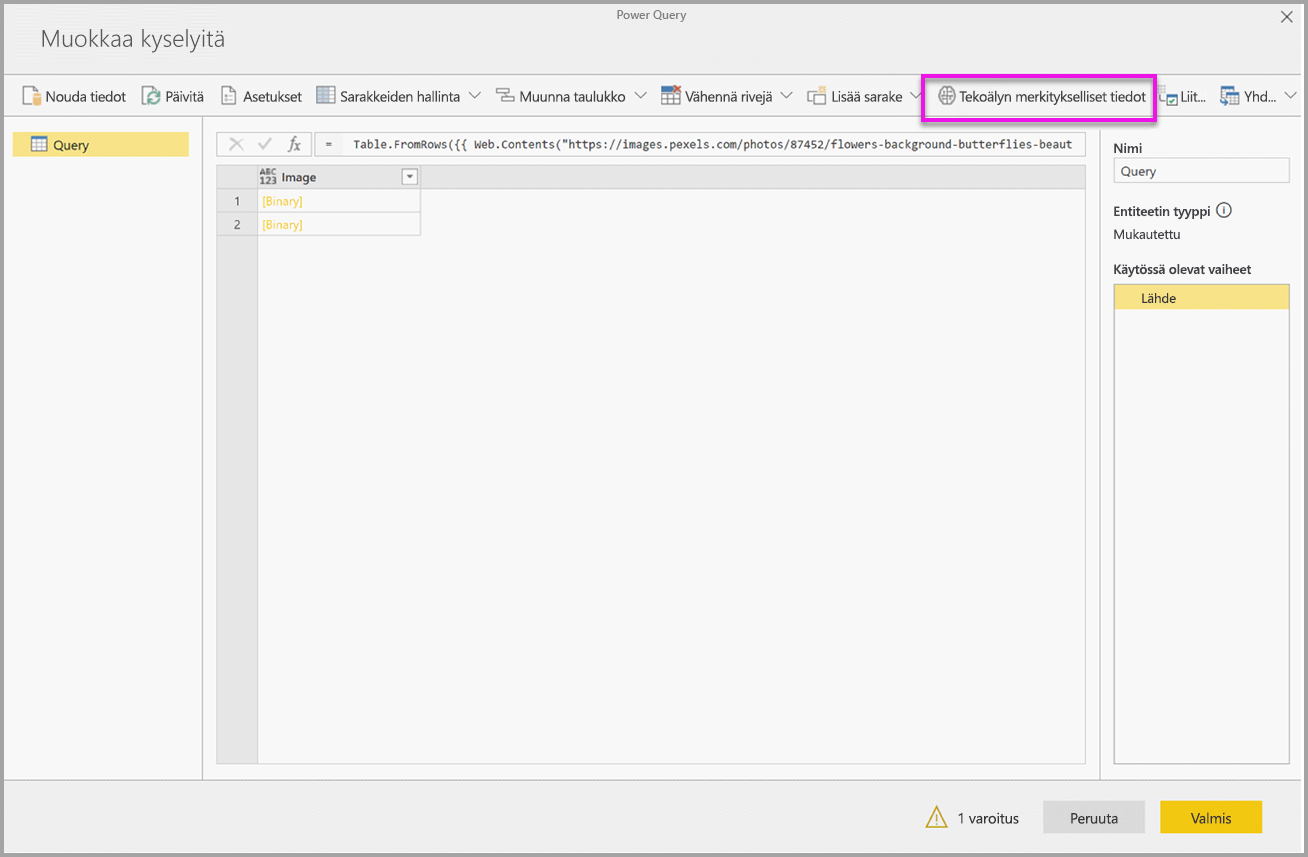 Power Query
Muokkaa kyselyitä
Nouda tiedot Päivitä Asetukset Sarakkeiden hallinta Muunna taulukko Vähennä rivejä Lisää sarake Tekoälyn merkitykselliset tiedot Liit... Yhd...
Query
fx = Table.FromRows({{ Web.Contents("https://images.pexels.com/photos/87452/flowers-background-butterflies-beaut
ABC
123 Image
1 [Binary]
2 [Binary]
Nimi
Query
Entiteetin tyyppi
Mukautettu
Käytössä olevat vaiheet
Lähde
1 varoitus Peruuta Valmis